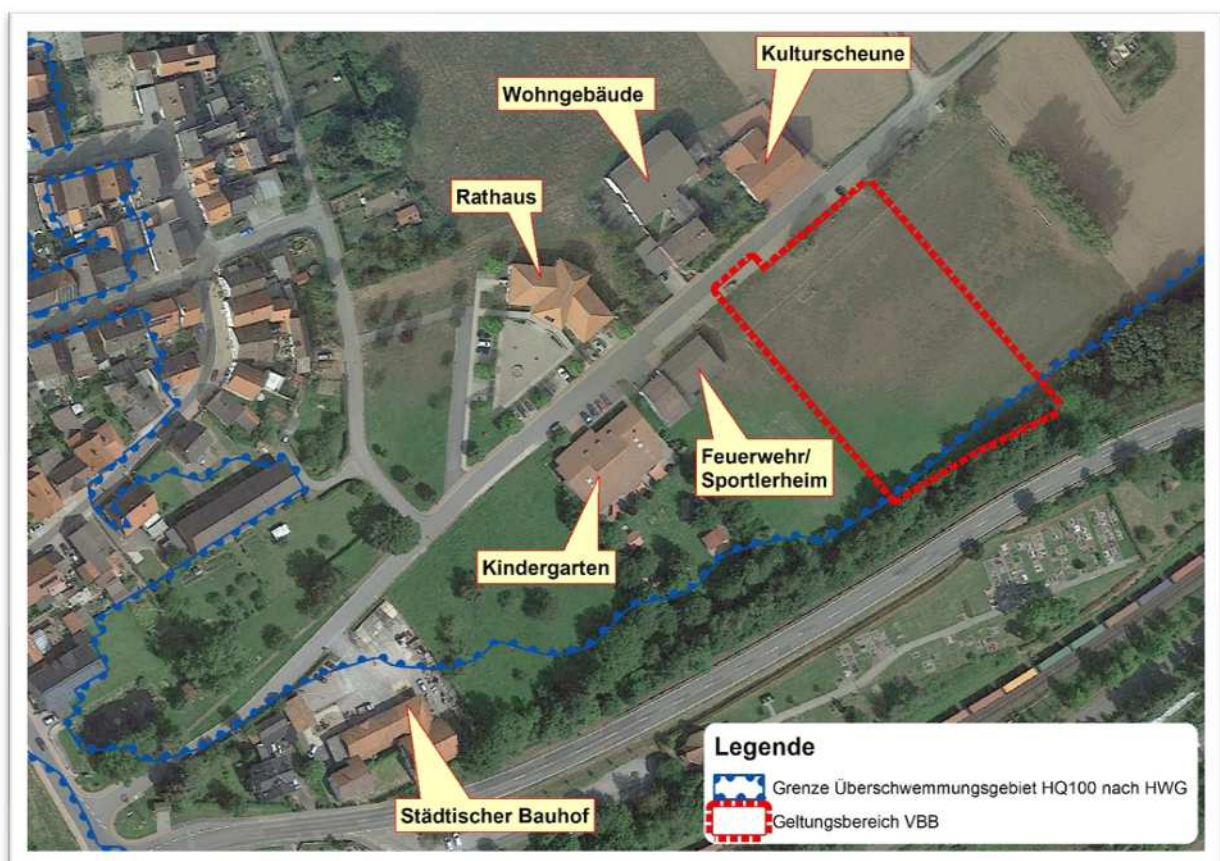 Kulturscheune
Wohngebäude
Rathaus
Feuerwehr/
Sportlerheim
Kindergarten
Städtischer Bauhof
Legende
Grenze Überschwemmungsgebiet HQ100 nach HWG
Geltungsbereich VBB